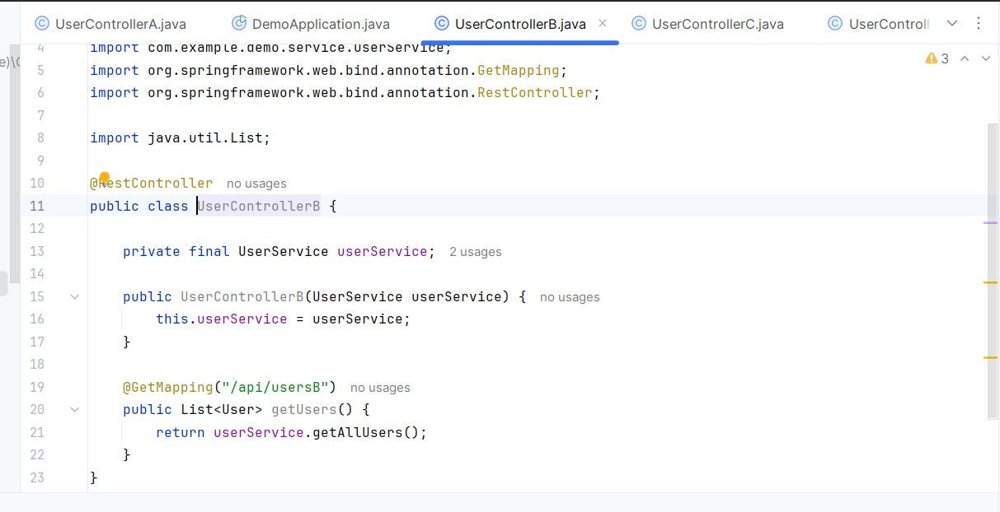 UserControllerA.java DemoApplication.java UserControllerB.java UserControllerC.java UserControll
e)\C
3
4 import com.example.demo.service.UserService;
5 import org.springframework.web.bind.annotation.GetMapping;
6 import org.springframework.web.bind.annotation.RestController;
7
8 import java.util.List;
9
10 @RestController no usages
11 public class UserControllerB {
12
13 private final UserService userService; 2 usages
14
15 public UserControllerB(UserService userService) { no usages
16 this.userService = userService;
17 }
18
19 @GetMapping("/api/usersB") no usages
20 public List<User> getUsers() {
21 return userService.getAllUsers();
22 }
23 }